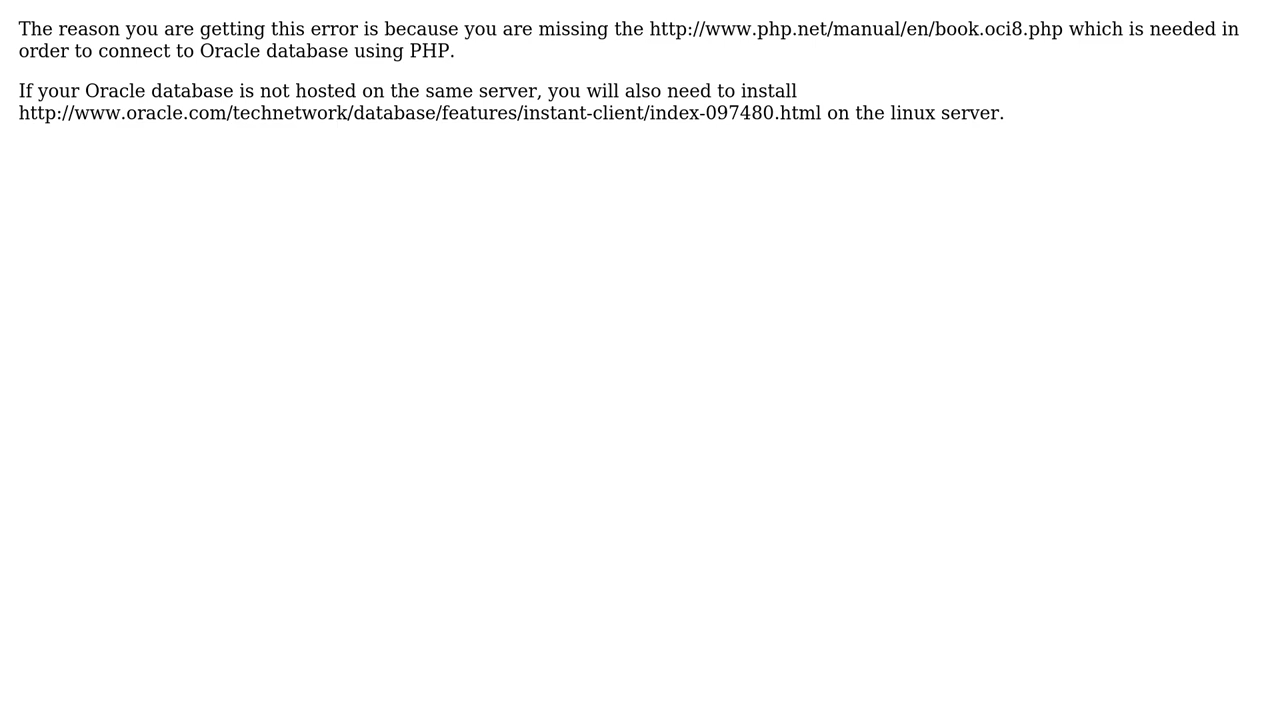 The reason you are getting this error is because you are missing the http://www.php.net/manual/en/book.oci8.php which is needed in
order to connect to Oracle database using PHP.
If your Oracle database is not hosted on the same server, you will also need to install
http://www.oracle.com/technetwork/database/features/instant-client/index-097480.html on the linux server.